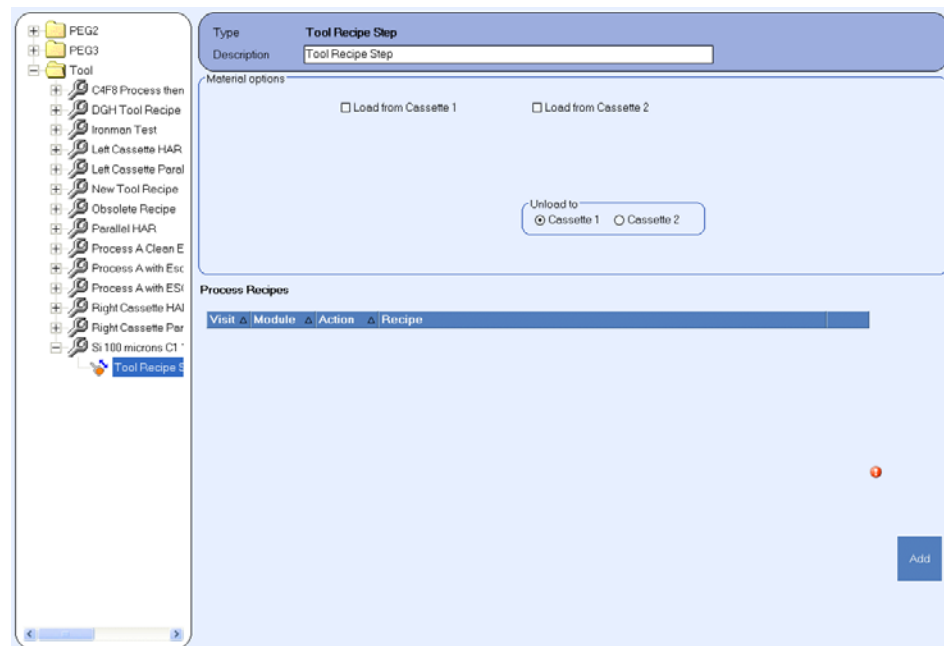 PEG2
PEG3
Tool
C4F8 Process then
DGH Tool Recipe
Ironman Test
Left Cassette HAR
Left Cassette Paral
New Tool Recipe
Obsolete Recipe
Parallel HAR
Process A Clean E
Process A with Esc
Process A with ESC
Right Cassette HAR
Right Cassette Par
Si 100 microns C1
Tool Recipe S
Type Tool Recipe Step
Description Tool Recipe Step
Material options
Load from Cassette 1 Load from Cassette 2
Unload to
Cassette 1 Cassette 2
Process Recipes
Visit Module Action Recipe
Add